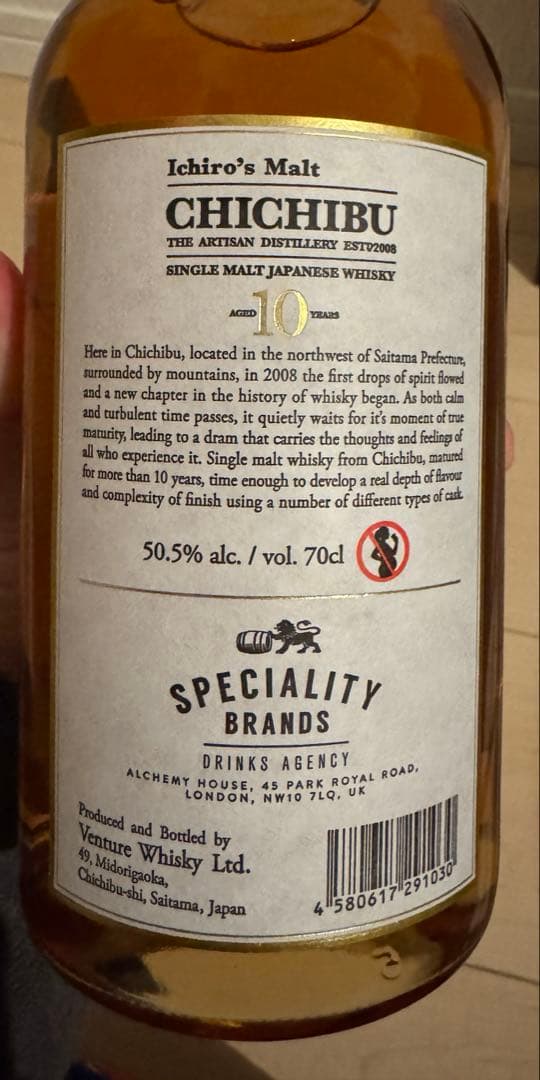 Ichiro's Malt
CHICHIBU
THE ARTISAN DISTILLERY ESTD2008
SINGLE MALT JAPANESE WHISKY
AGED 10 YEARS
Here in Chichibu, located in the northwest of Saitama Prefecture,
surrounded by mountains, in 2008 the first drops of spirit flowed
and a new chapter in the history of whisky began. As both calm
and turbulent time passes, it quietly waits for it's moment of true
maturity, leading to a dram that carries the thoughts and feelings of
all who experience it. Single malt whisky from Chichibu, matured
for more than 10 years, time enough to develop a real depth of flavour
and complexity of finish using a number of different types of cask.
50.5% alc. / vol. 70cl
SPECIALITY
BRANDS
DRINKS AGENCY
ALCHEMY HOUSE, 45 PARK ROYAL ROAD,
LONDON, NW10 7LQ, UK
Produced and Bottled by
Venture Whisky Ltd.
49, Midorigaoka,
Chichibu-shi, Saitama, Japan
4 580617 291030